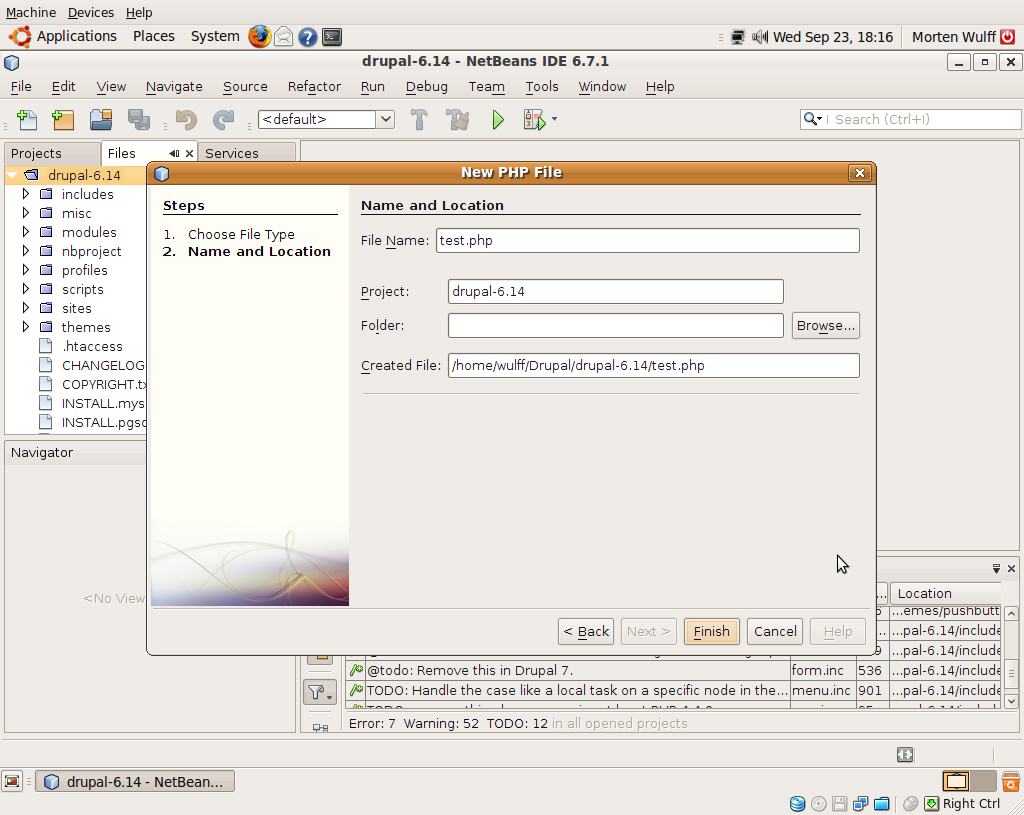 Machine Devices Help
Applications Places System Wed Sep 23, 18:16 Morten Wulff
drupal-6.14 - NetBeans IDE 6.7.1
File Edit View Navigate Source Refactor Run Debug Team Tools Window Help
<default> Search (Ctrl+I)
Projects Files Services
New PHP File
drupal-6.14
includes
misc
modules
nbproject
profiles
scripts
sites
themes
.htaccess
CHANGELOG
COPYRIGHT.tx
INSTALL.mys
INSTALL.pgsq
Navigator
<No View
Steps
1. Choose File Type
2. Name and Location
Name and Location
File Name: test.php
Project: drupal-6.14
Folder: Browse...
Created File: /home/wulff/Drupal/drupal-6.14/test.php
< Back Next > Finish Cancel Help
... Location
...emes/pushbutt
...pal-6.14/include
9 ...pal-6.14/include
@todo: Remove this in Drupal 7. form.inc 536 ...pal-6.14/include
TODO: Handle the case like a local task on a specific node in the... menu.inc 901 ...pal-6.14/include
Error: 7 Warning: 52 TODO: 12 in all opened projects
drupal-6.14 - NetBean...
Right Ctrl